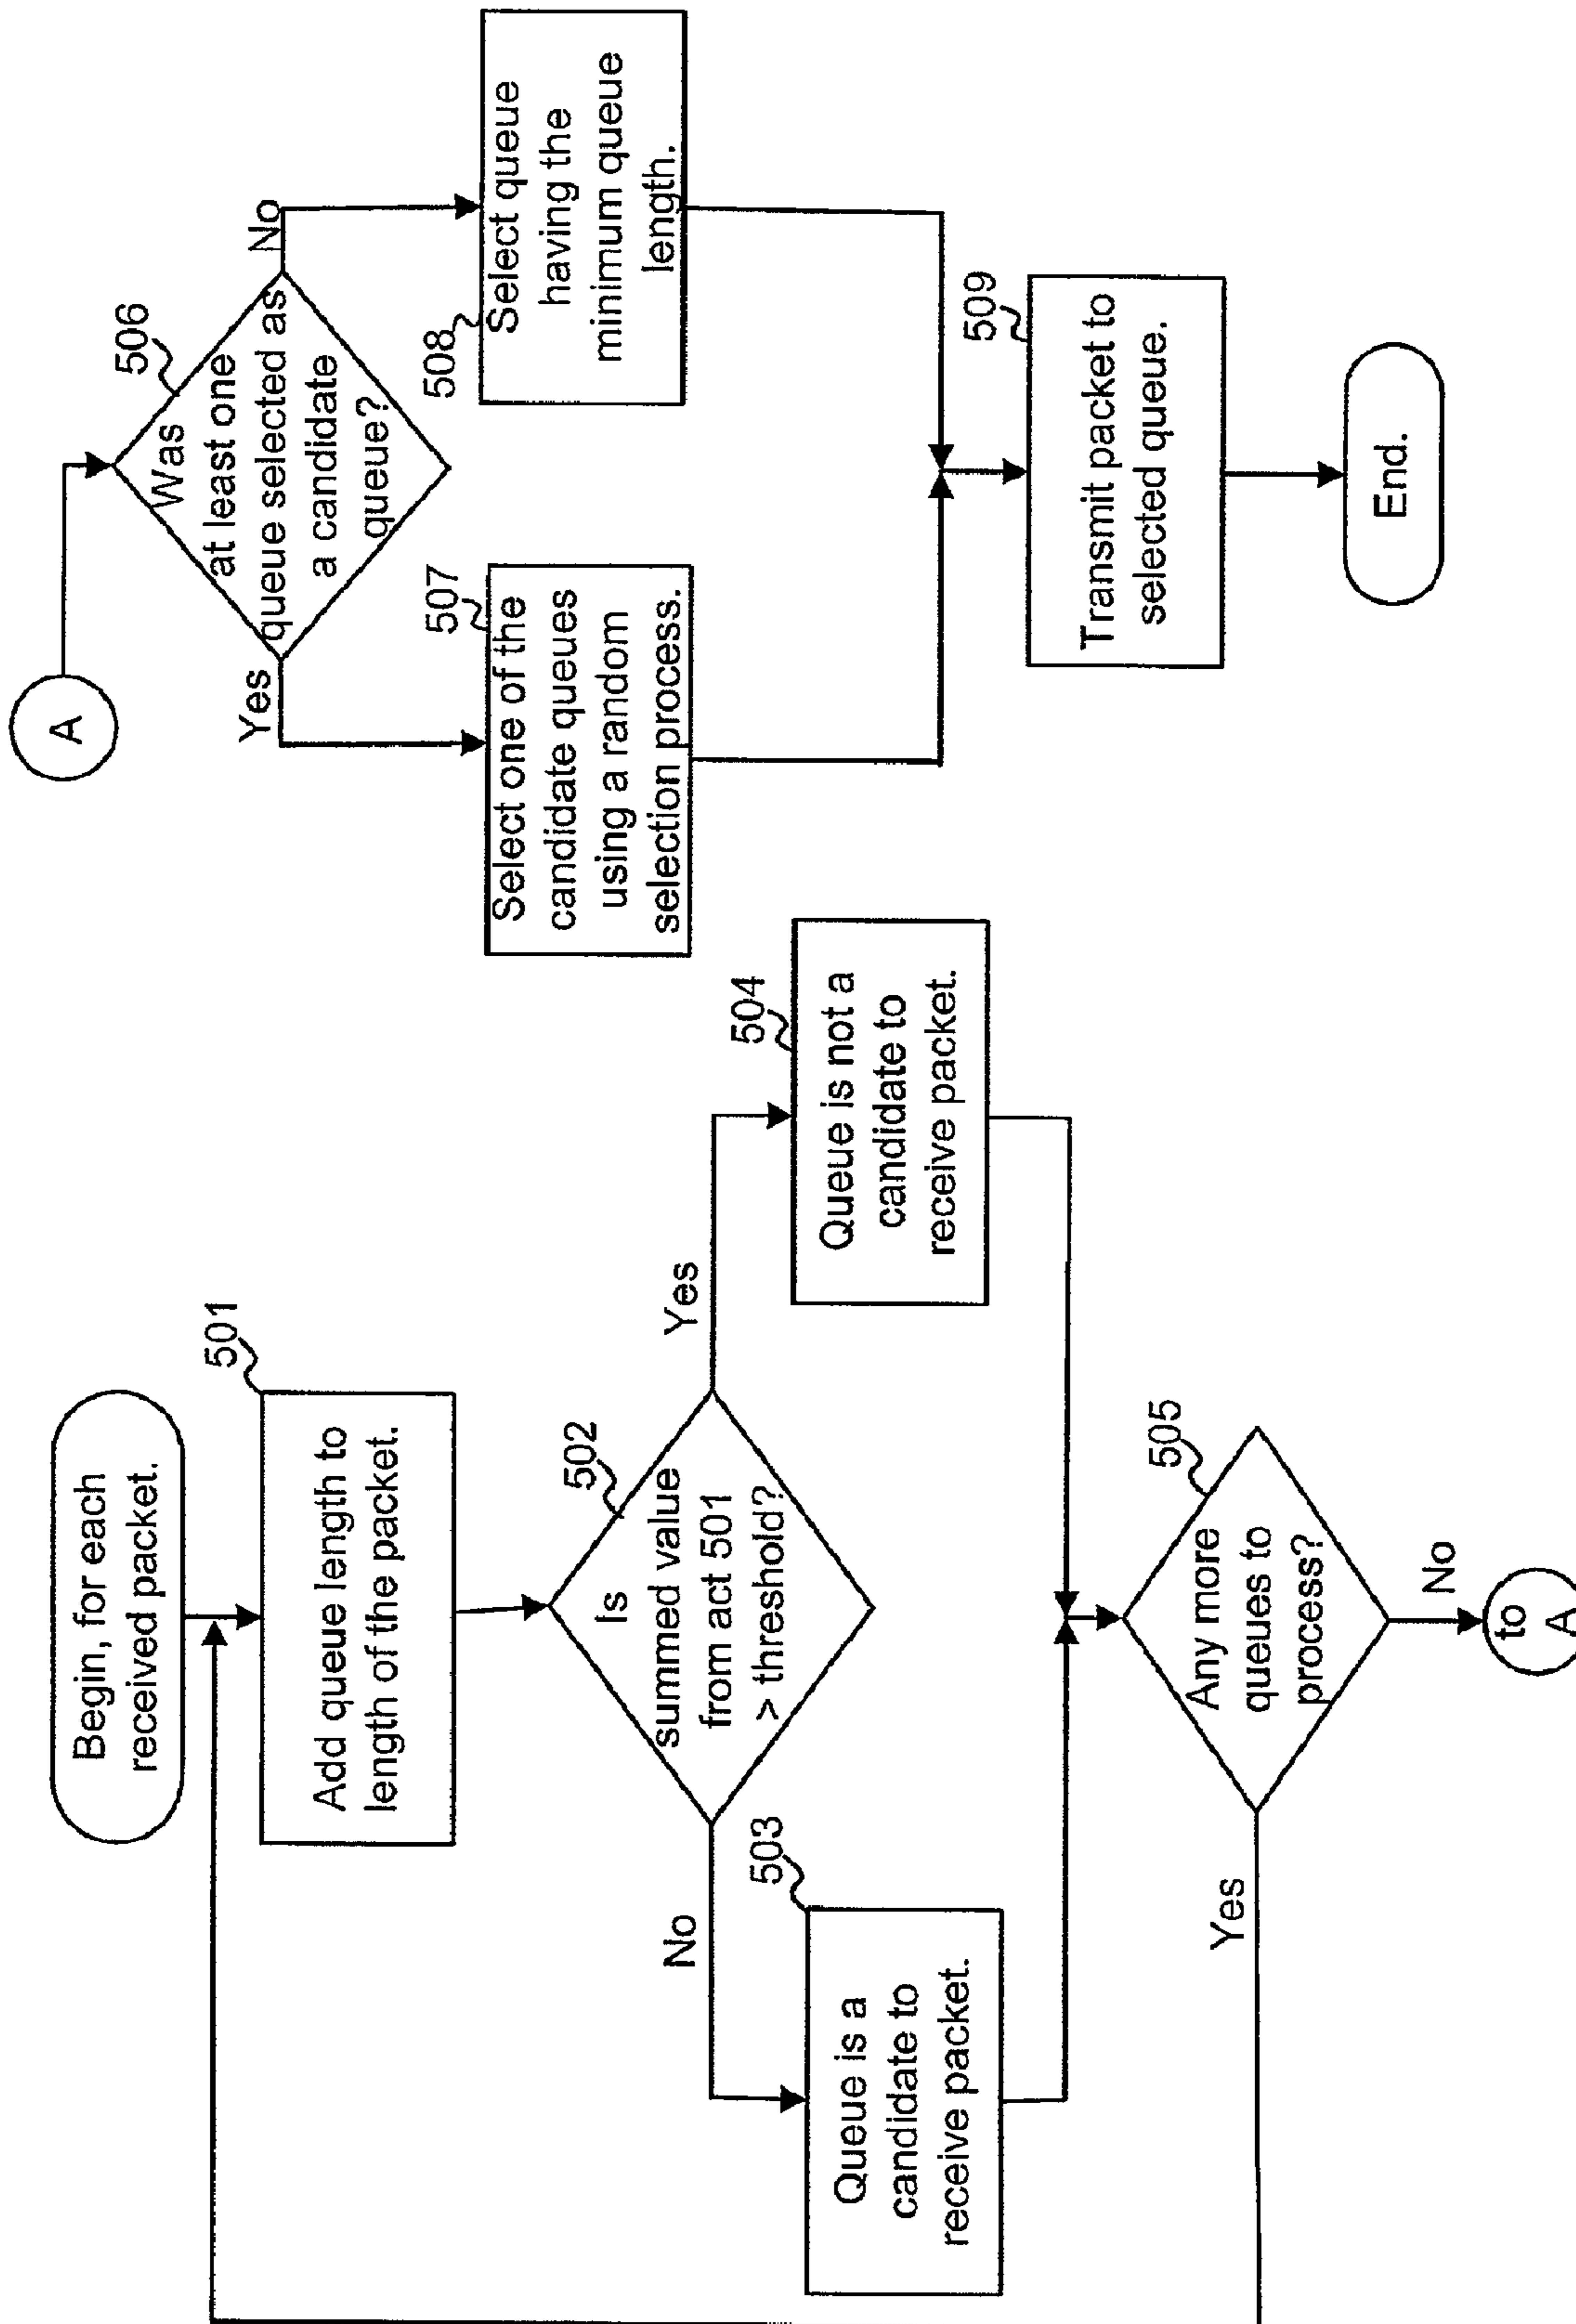 Begin, for each
received packet.
501
Add queue length to
length of the packet.
502
Is
summed value
from act 501
> threshold?
No
Yes
503
Queue is a
candidate to
receive packet.
504
Queue is not a
candidate to
receive packet.
505
Any more
queues to
process?
Yes
No
to
A
A
506
Was
at least one
queue selected as
a candidate
queue?
Yes
No
507
Select one of the
candidate queues
using a random
selection process.
508
Select queue
having the
minimum queue
length.
509
Transmit packet to
selected queue.
End.